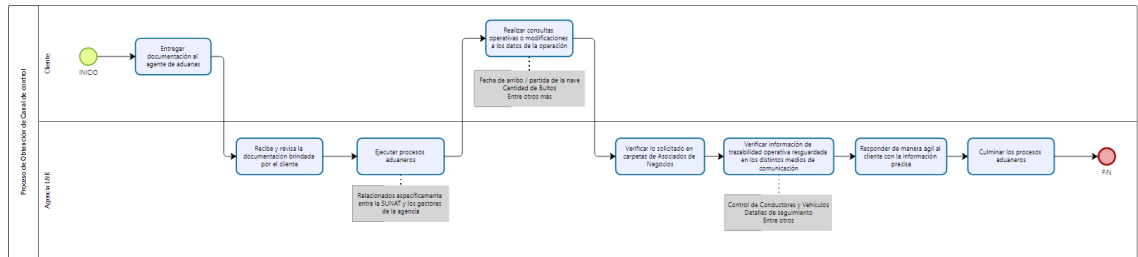 Proceso de Obtención de Canal de control
Cliente
INICIO
Entregar
documentación al
agente de aduanas
Realizar consultas
operativas o modificaciones
a los datos de la operación
Fecha de arribo / partida de la nave
Cantidad de Bultos
Entre otros más
Agencia L&R
Recibe y revisa la
documentación brindada
por el cliente
Ejecutar procesos
aduaneros
Relacionados específicamente
entre la SUNAT y los gestores
de la agencia
Verificar lo solicitado en
carpetas de Asociados de
Negocios
Verificar información de
trazabilidad operativa resguardada
en los distintos medios de
comunicación
Control de Conductores y Vehículos
Detalles de seguimiento
Entre otros
Responder de manera ágil al
cliente con la información
precisa
Culminar los procesos
aduaneros
FIN